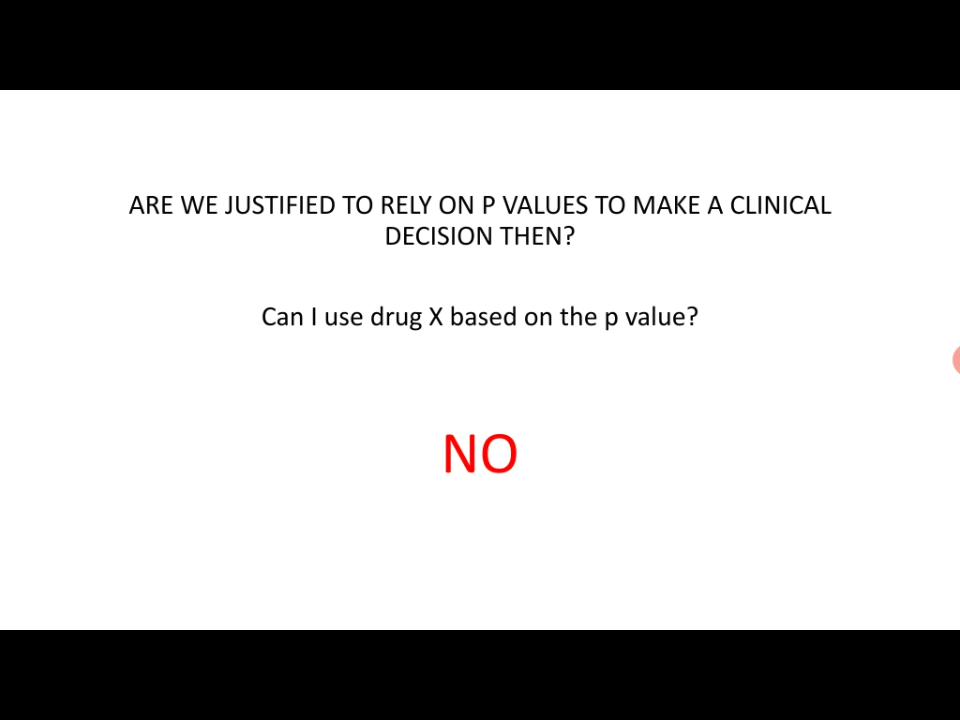 ARE WE JUSTIFIED TO RELY ON P VALUES TO MAKE A CLINICAL
DECISION THEN?
Can I use drug X based on the p value?
NO